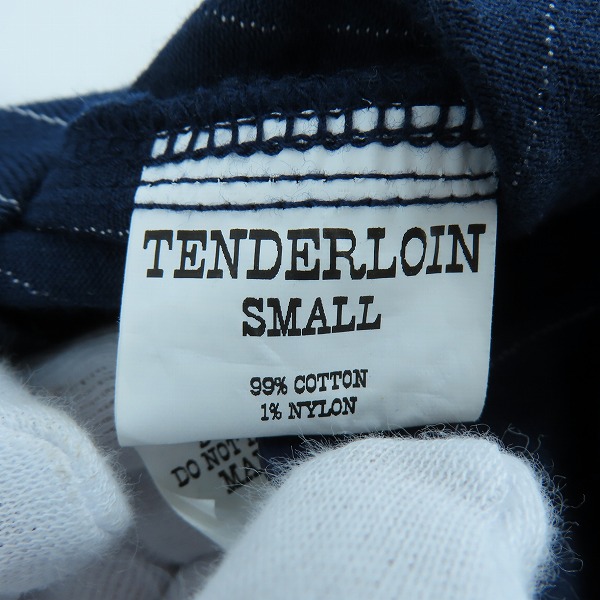 TENDERLOIN
SMALL
99% COTTON
1% NYLON
DO NOT